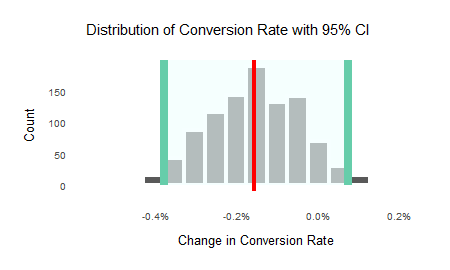 Distribution of Conversion Rate with 95% CI
Count
150
100
50
0
-0.4%
-0.2%
0.0%
0.2%
Change in Conversion Rate